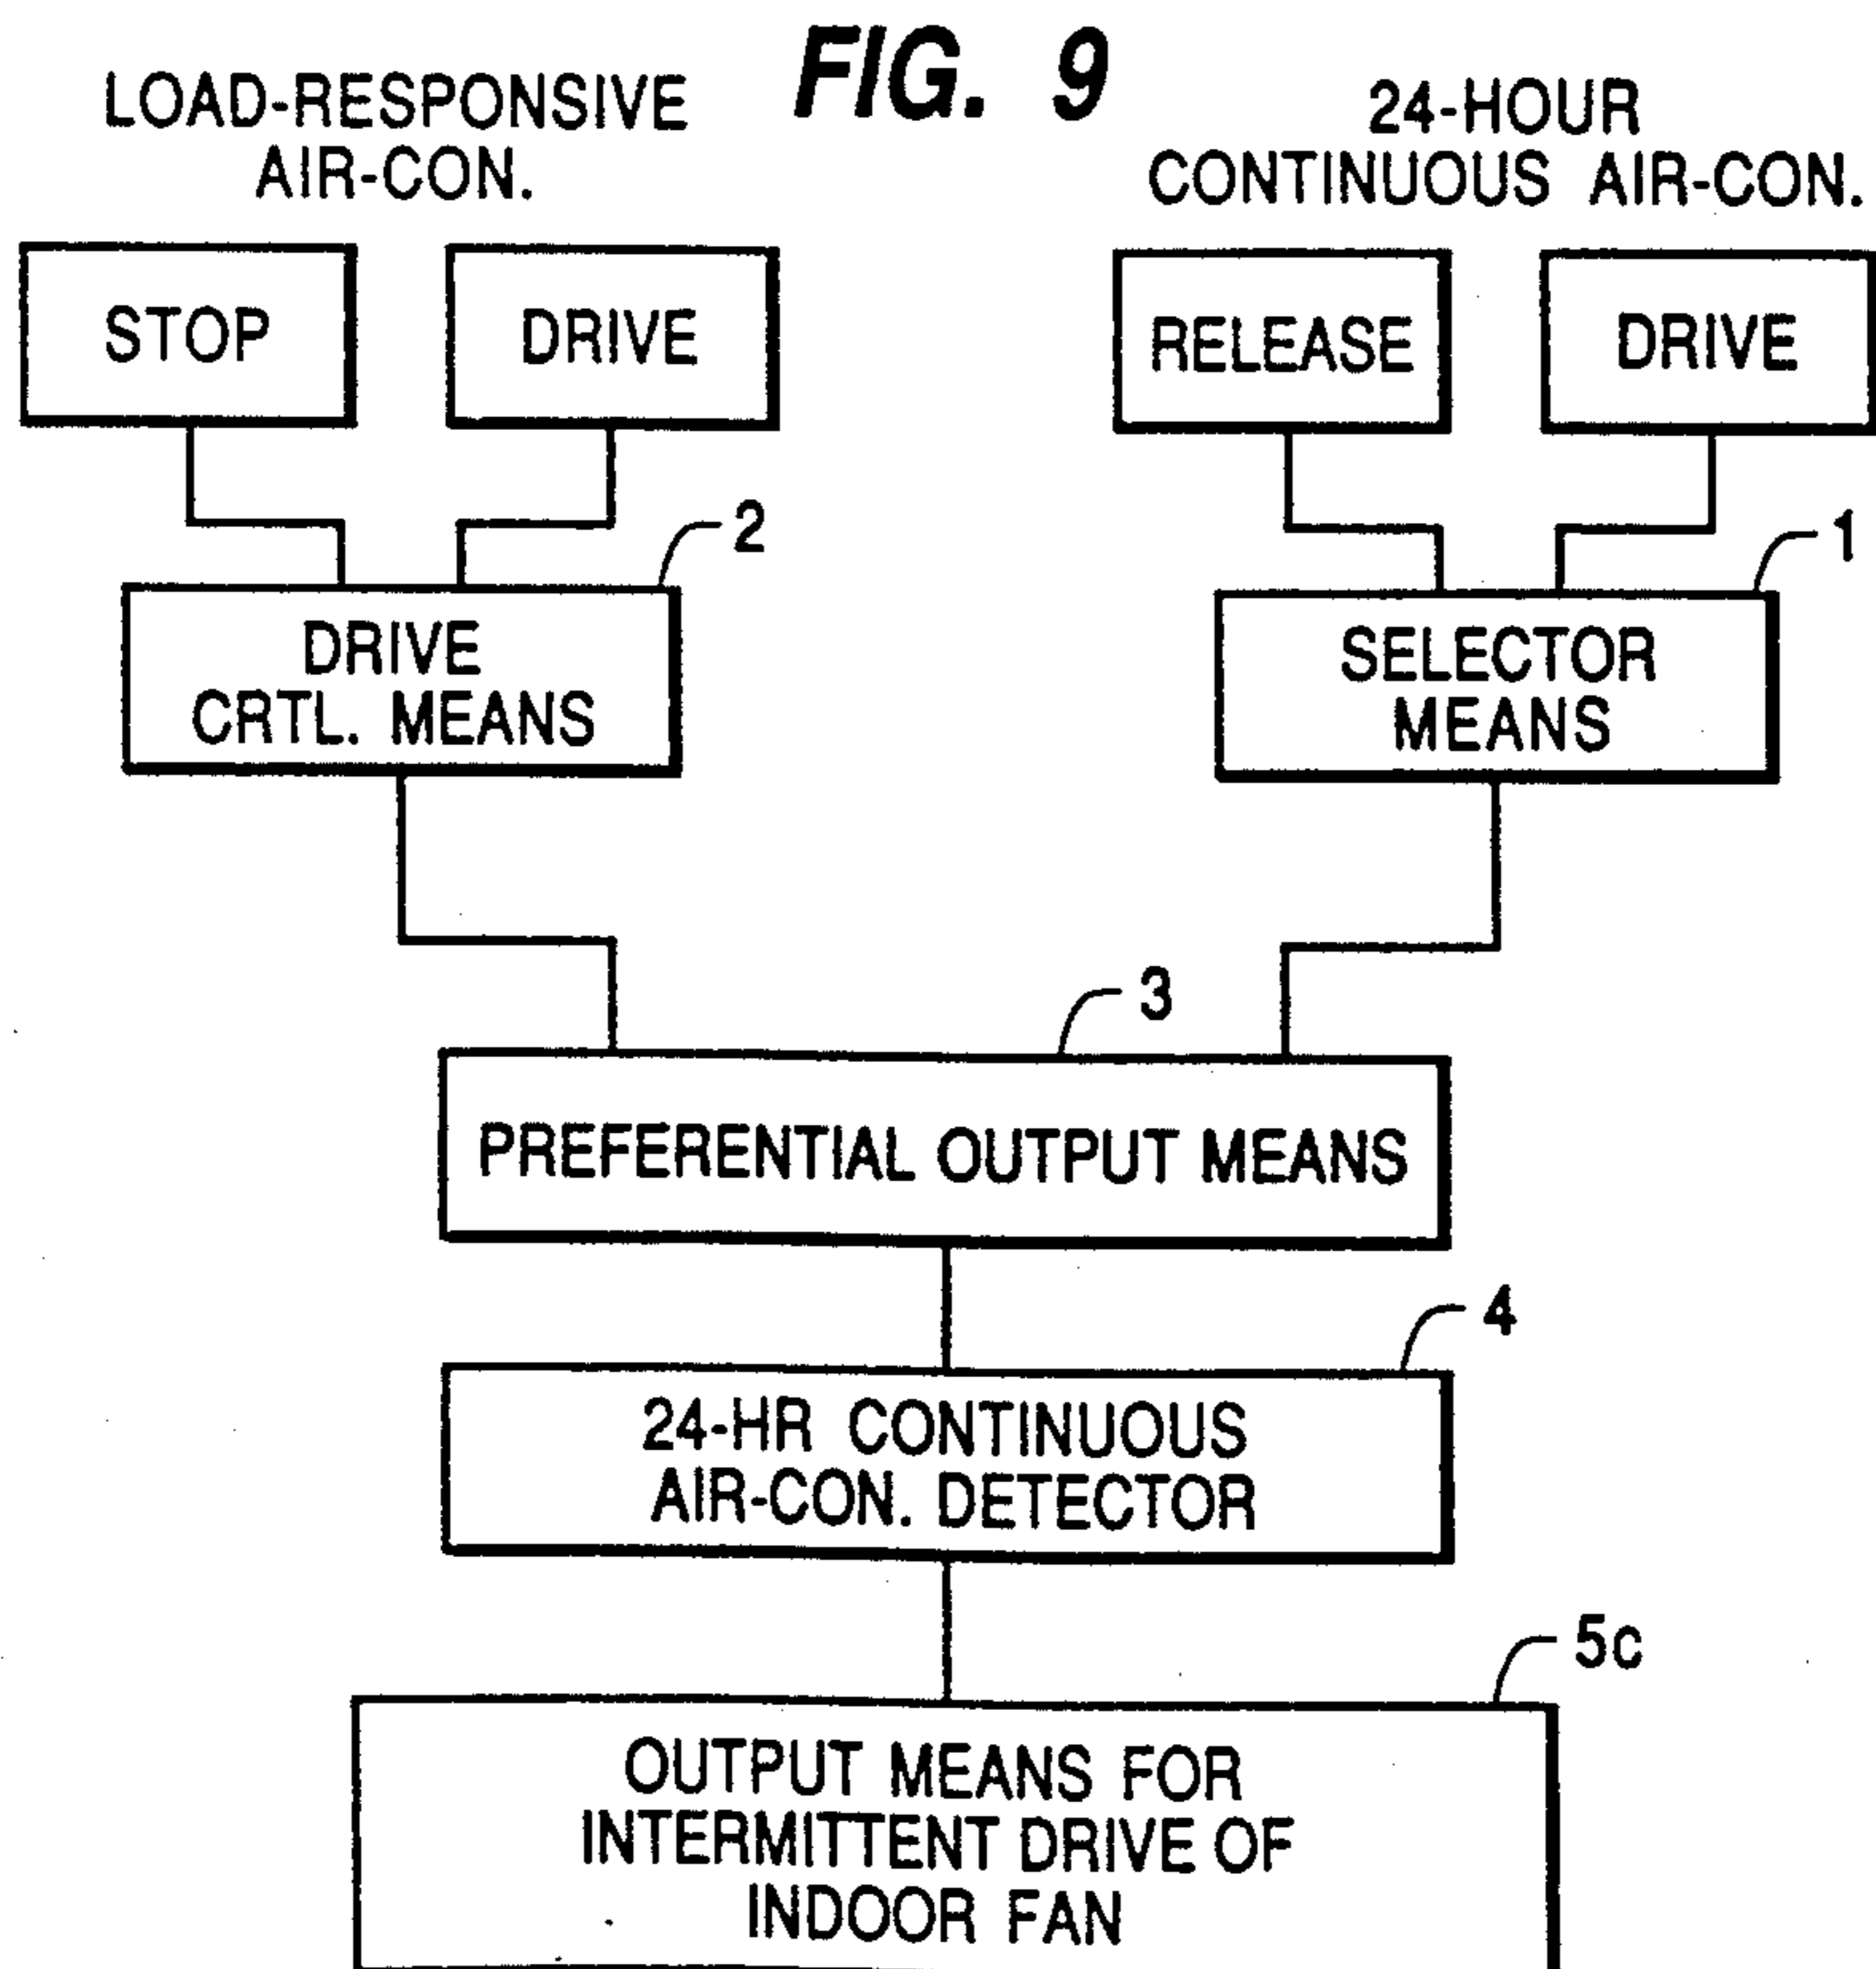 FIG. 9
LOAD-RESPONSIVE
AIR-CON.
24-HOUR
CONTINUOUS AIR-CON.
STOP
DRIVE
RELEASE
DRIVE
2
1
DRIVE
CRTL. MEANS
SELECTOR
MEANS
3
PREFERENTIAL OUTPUT MEANS
4
24-HR CONTINUOUS
AIR-CON. DETECTOR
5c
OUTPUT MEANS FOR
INTERMITTENT DRIVE OF
INDOOR FAN